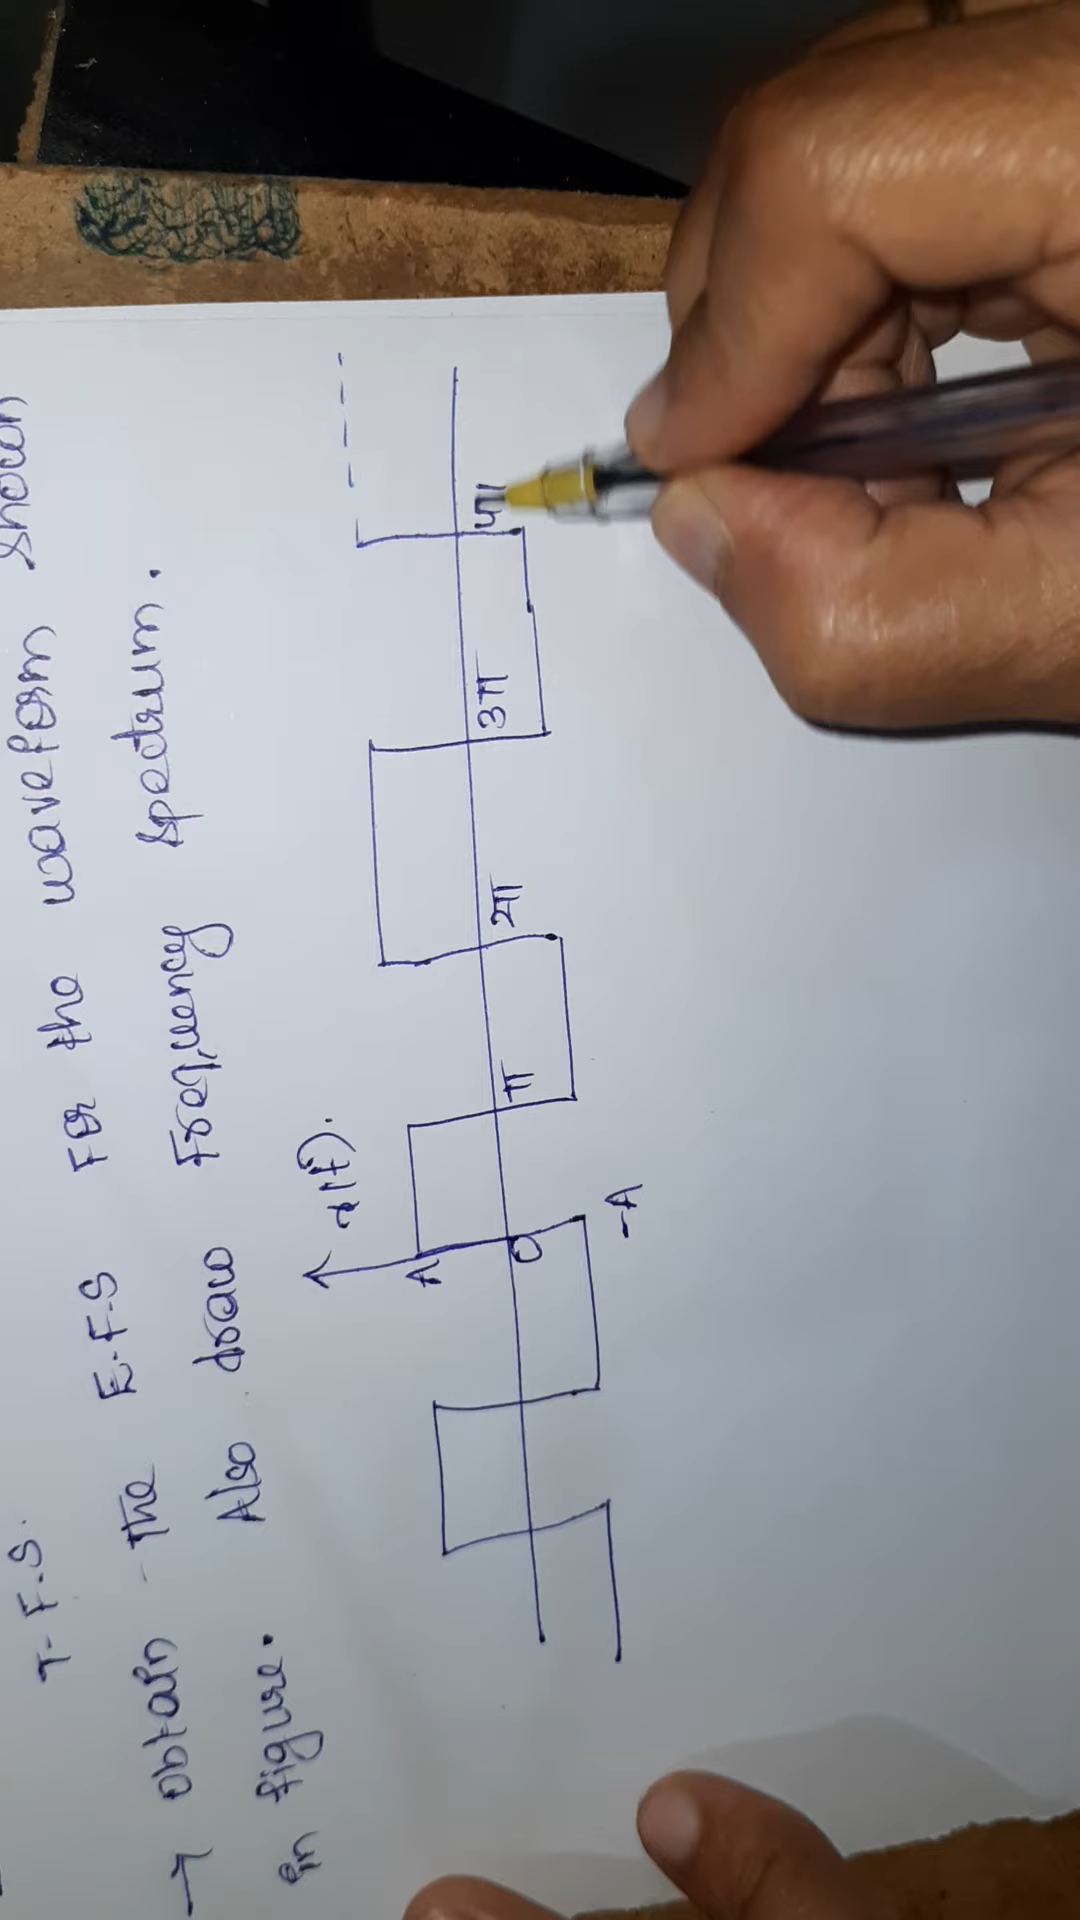 T.F.S.
→ obtain the E.F.S For the waveform shown
in figure. Also draw Frequency spectrum.
x(t).
A
0
π
2π
3π
4π
-A